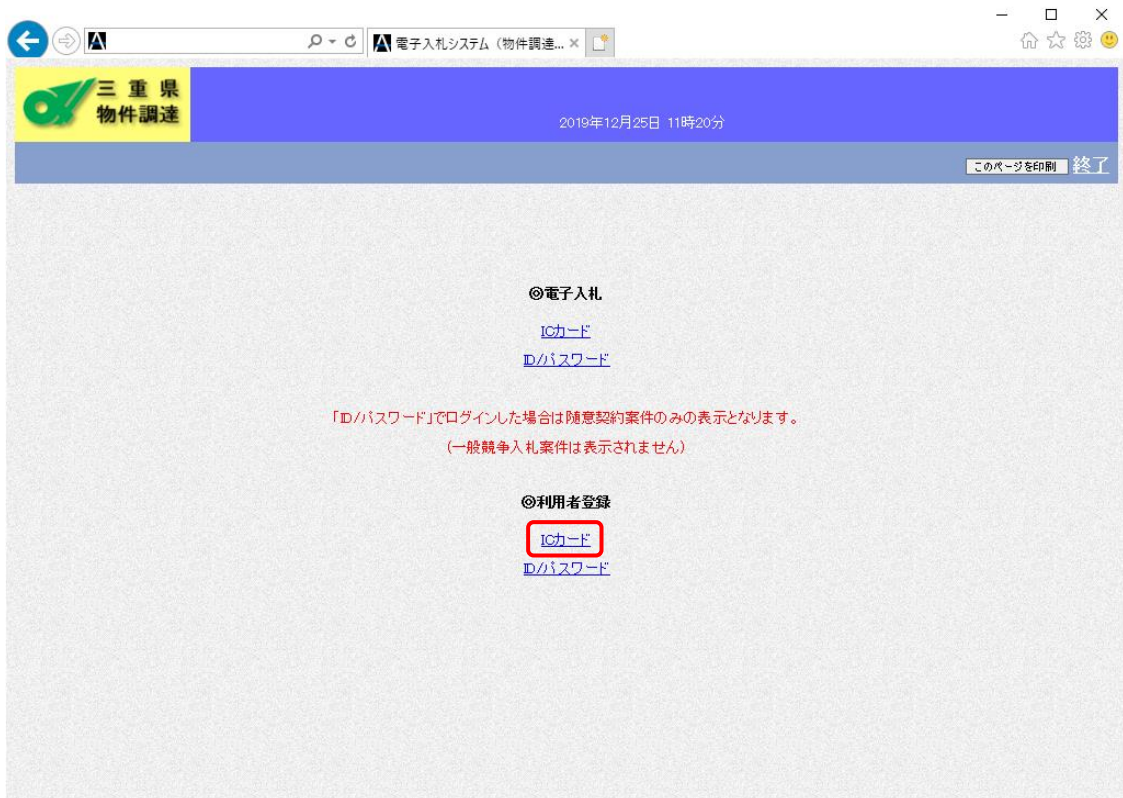 電子入札システム（物件調達...
三重県
物件調達
2019年12月25日 11時20分
このページを印刷 終了
◎電子入札
ICカード
ID/パスワード
「ID/パスワード」でログインした場合は随意契約案件のみの表示となります。
(一般競争入札案件は表示されません)
◎利用者登録
ICカード
ID/パスワード